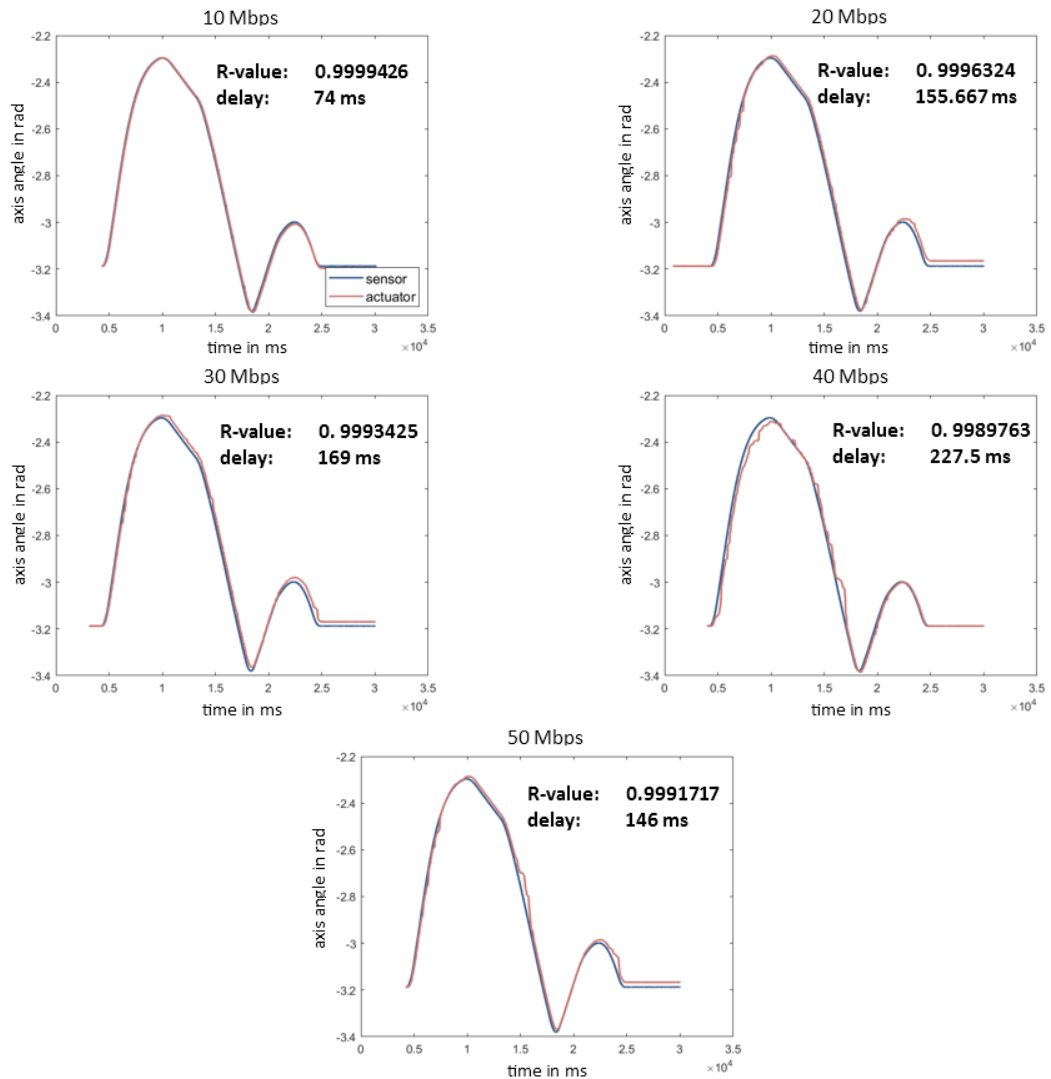 10 Mbps
R-value: 0.9999426
delay: 74 ms
axis angle in rad
-2.2
-2.4
-2.6
-2.8
-3
-3.2
-3.4
sensor
actuator
0 0.5 1 1.5 2 2.5 3 3.5
time in ms
×10⁴
20 Mbps
R-value: 0. 9996324
delay: 155.667 ms
axis angle in rad
-2.2
-2.4
-2.6
-2.8
-3
-3.2
-3.4
0 0.5 1 1.5 2 2.5 3 3.5
time in ms
×10⁴
30 Mbps
R-value: 0. 9993425
delay: 169 ms
axis angle in rad
-2.2
-2.4
-2.6
-2.8
-3
-3.2
-3.4
0 0.5 1 1.5 2 2.5 3 3.5
time in ms
×10⁴
40 Mbps
R-value: 0. 9989763
delay: 227.5 ms
axis angle in rad
-2.2
-2.4
-2.6
-2.8
-3
-3.2
-3.4
0 0.5 1 1.5 2 2.5 3 3.5
time in ms
×10⁴
50 Mbps
R-value: 0.9991717
delay: 146 ms
axis angle in rad
-2.2
-2.4
-2.6
-2.8
-3
-3.2
-3.4
0 0.5 1 1.5 2 2.5 3 3.5
time in ms
×10⁴